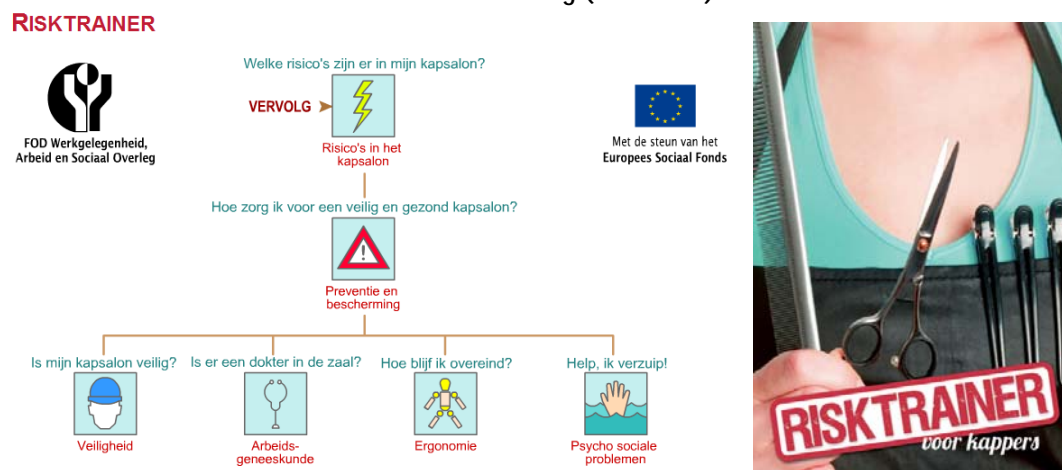 RISKTRAINER
Welke risico's zijn er in mijn kapsalon?
VERVOLG
Risico's in het
kapsalon
FOD Werkgelegenheid,
Arbeid en Sociaal Overleg
Met de steun van het
Europees Sociaal Fonds
Hoe zorg ik voor een veilig en gezond kapsalon?
!
Preventie en
bescherming
Is mijn kapsalon veilig?
Veiligheid
Is er een dokter in de zaal?
Arbeids-
geneeskunde
Hoe blijf ik overeind?
Ergonomie
Help, ik verzuip!
Psycho sociale
problemen
RISKTRAINER
voor kappers